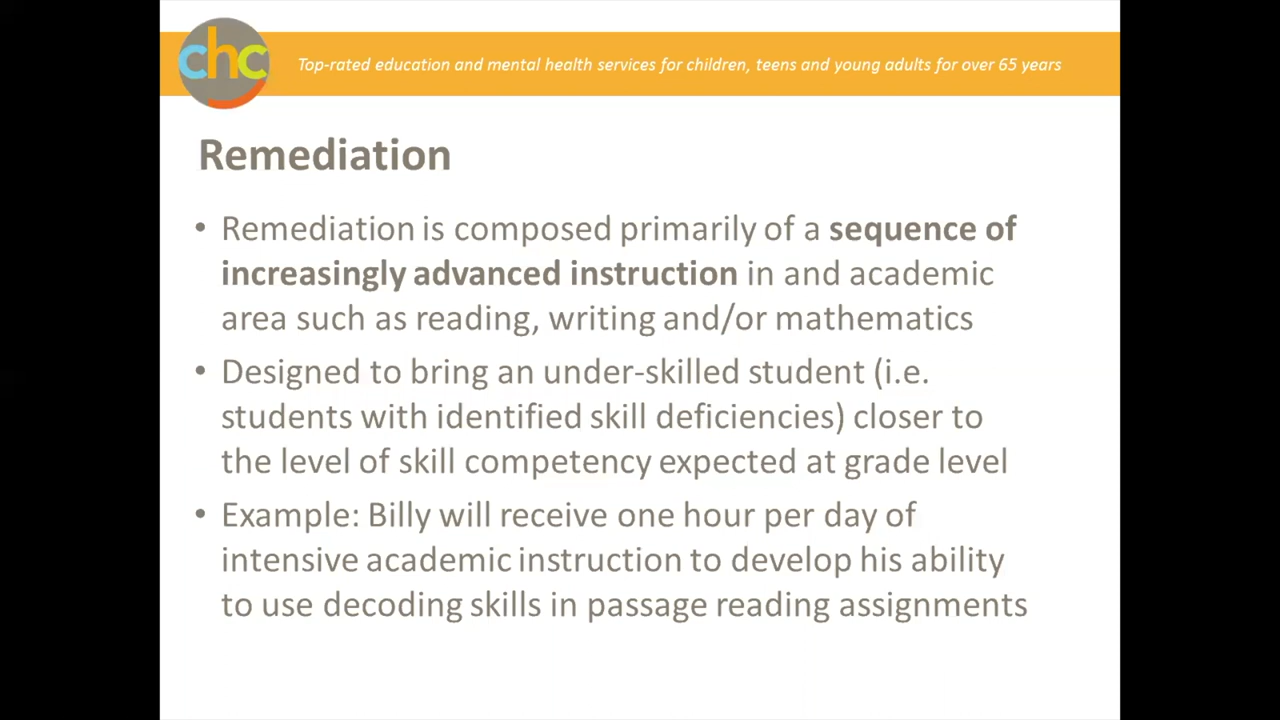 chc
Top-rated education and mental health services for children, teens and young adults for over 65 years
Remediation
• Remediation is composed primarily of a sequence of
increasingly advanced instruction in and academic
area such as reading, writing and/or mathematics
• Designed to bring an under-skilled student (i.e.
students with identified skill deficiencies) closer to
the level of skill competency expected at grade level
• Example: Billy will receive one hour per day of
intensive academic instruction to develop his ability
to use decoding skills in passage reading assignments